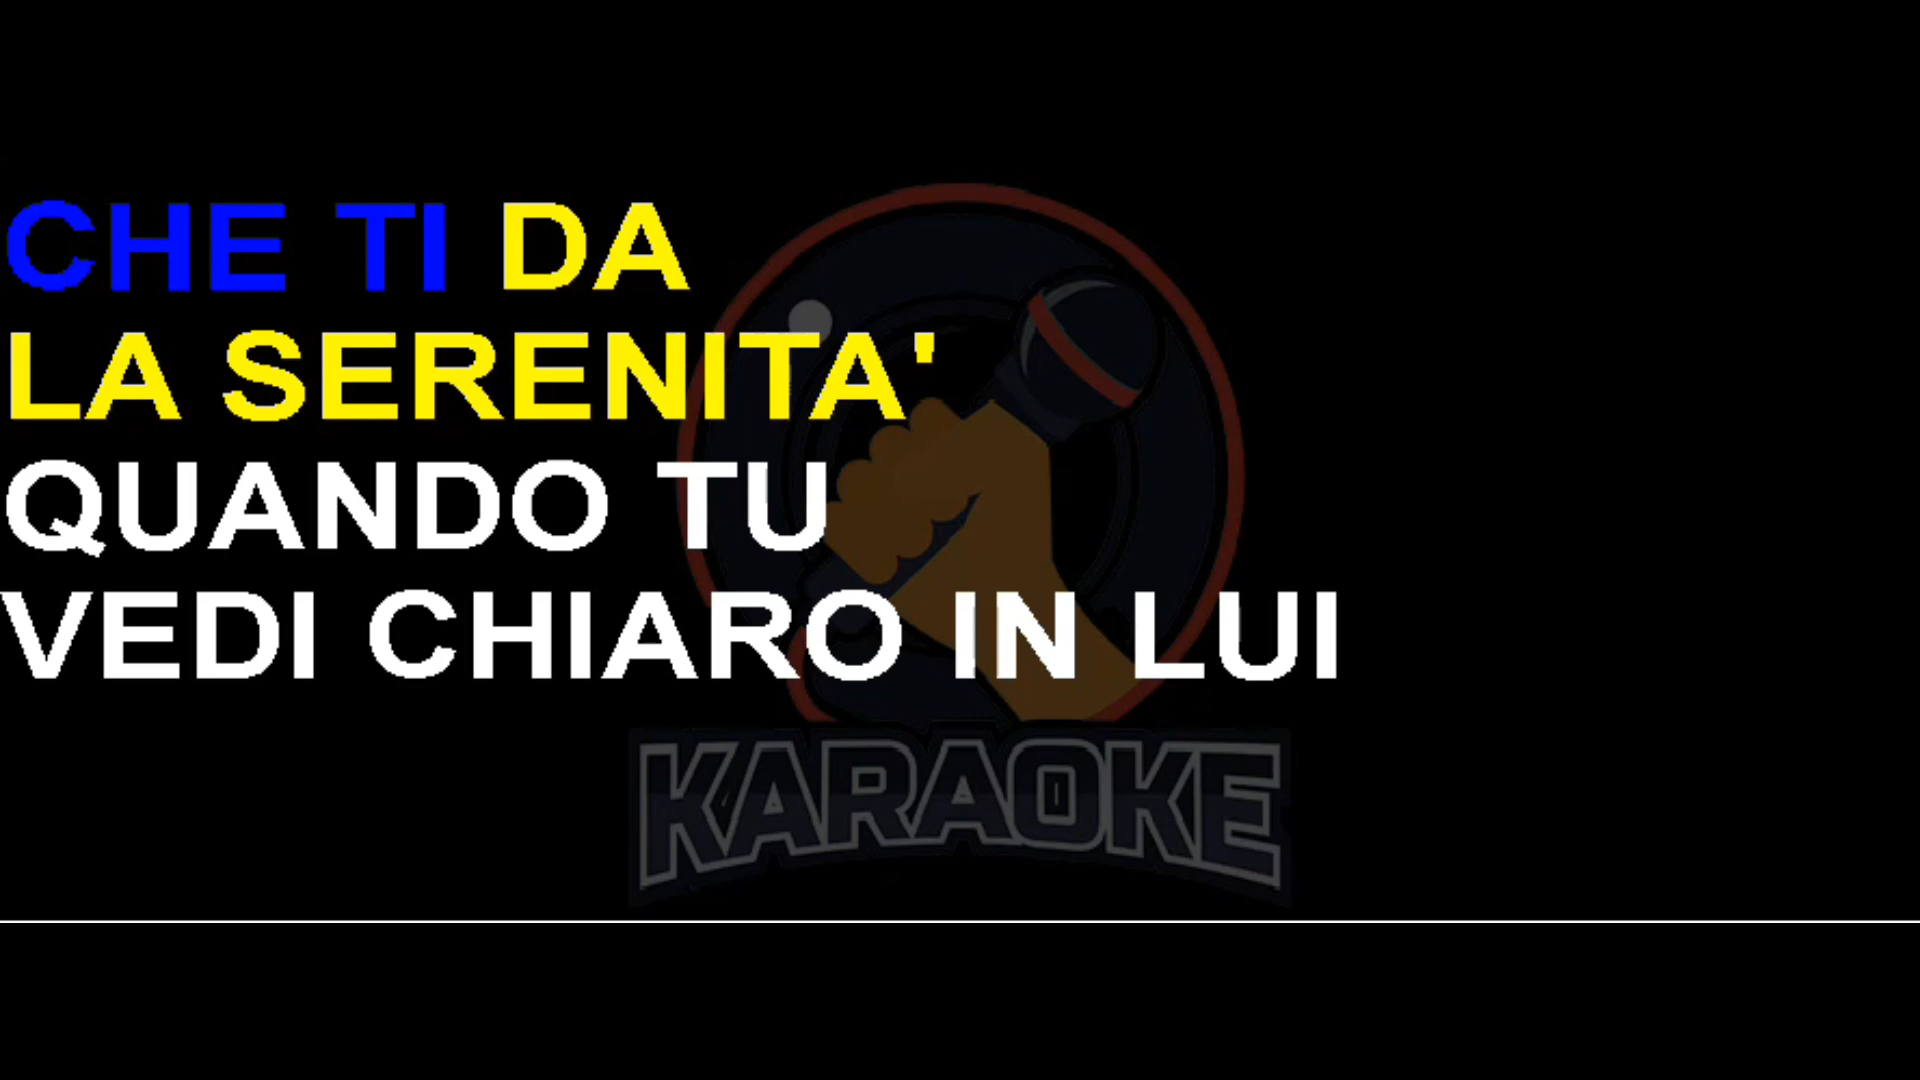 CHE TI DA
LA SERENITA'
QUANDO TU
VEDI CHIARO IN LUI
KARAOKE